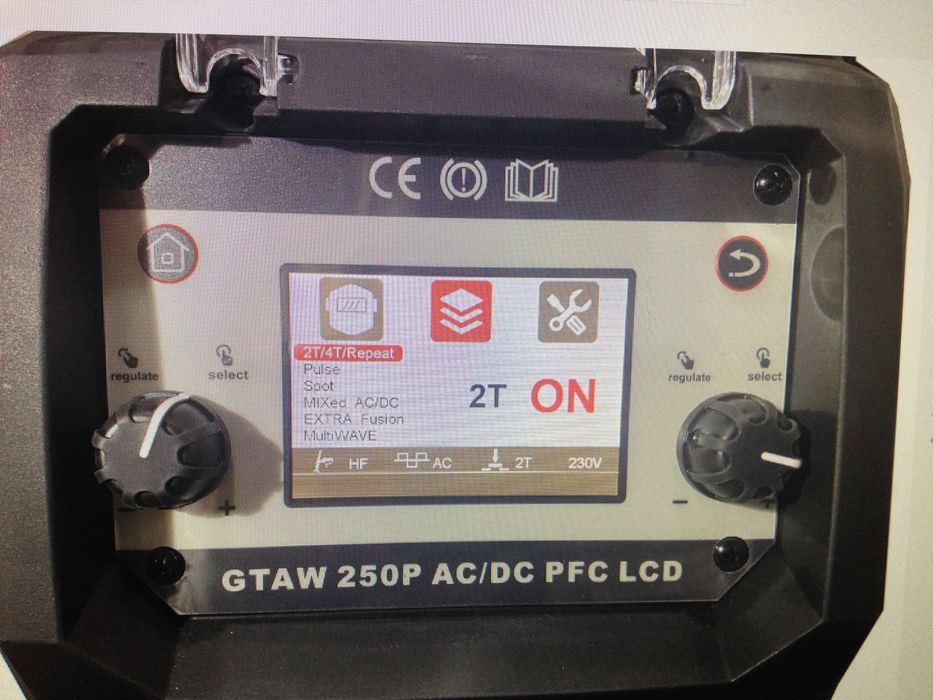 CE
regulate
select
regulate
select
2T/4T/Repeat
Pulse
Spot
MIXed AC/DC
EXTRA Fusion
MultiWAVE
2T ON
HF AC 2T 230V
- +
- +
GTAW 250P AC/DC PFC LCD